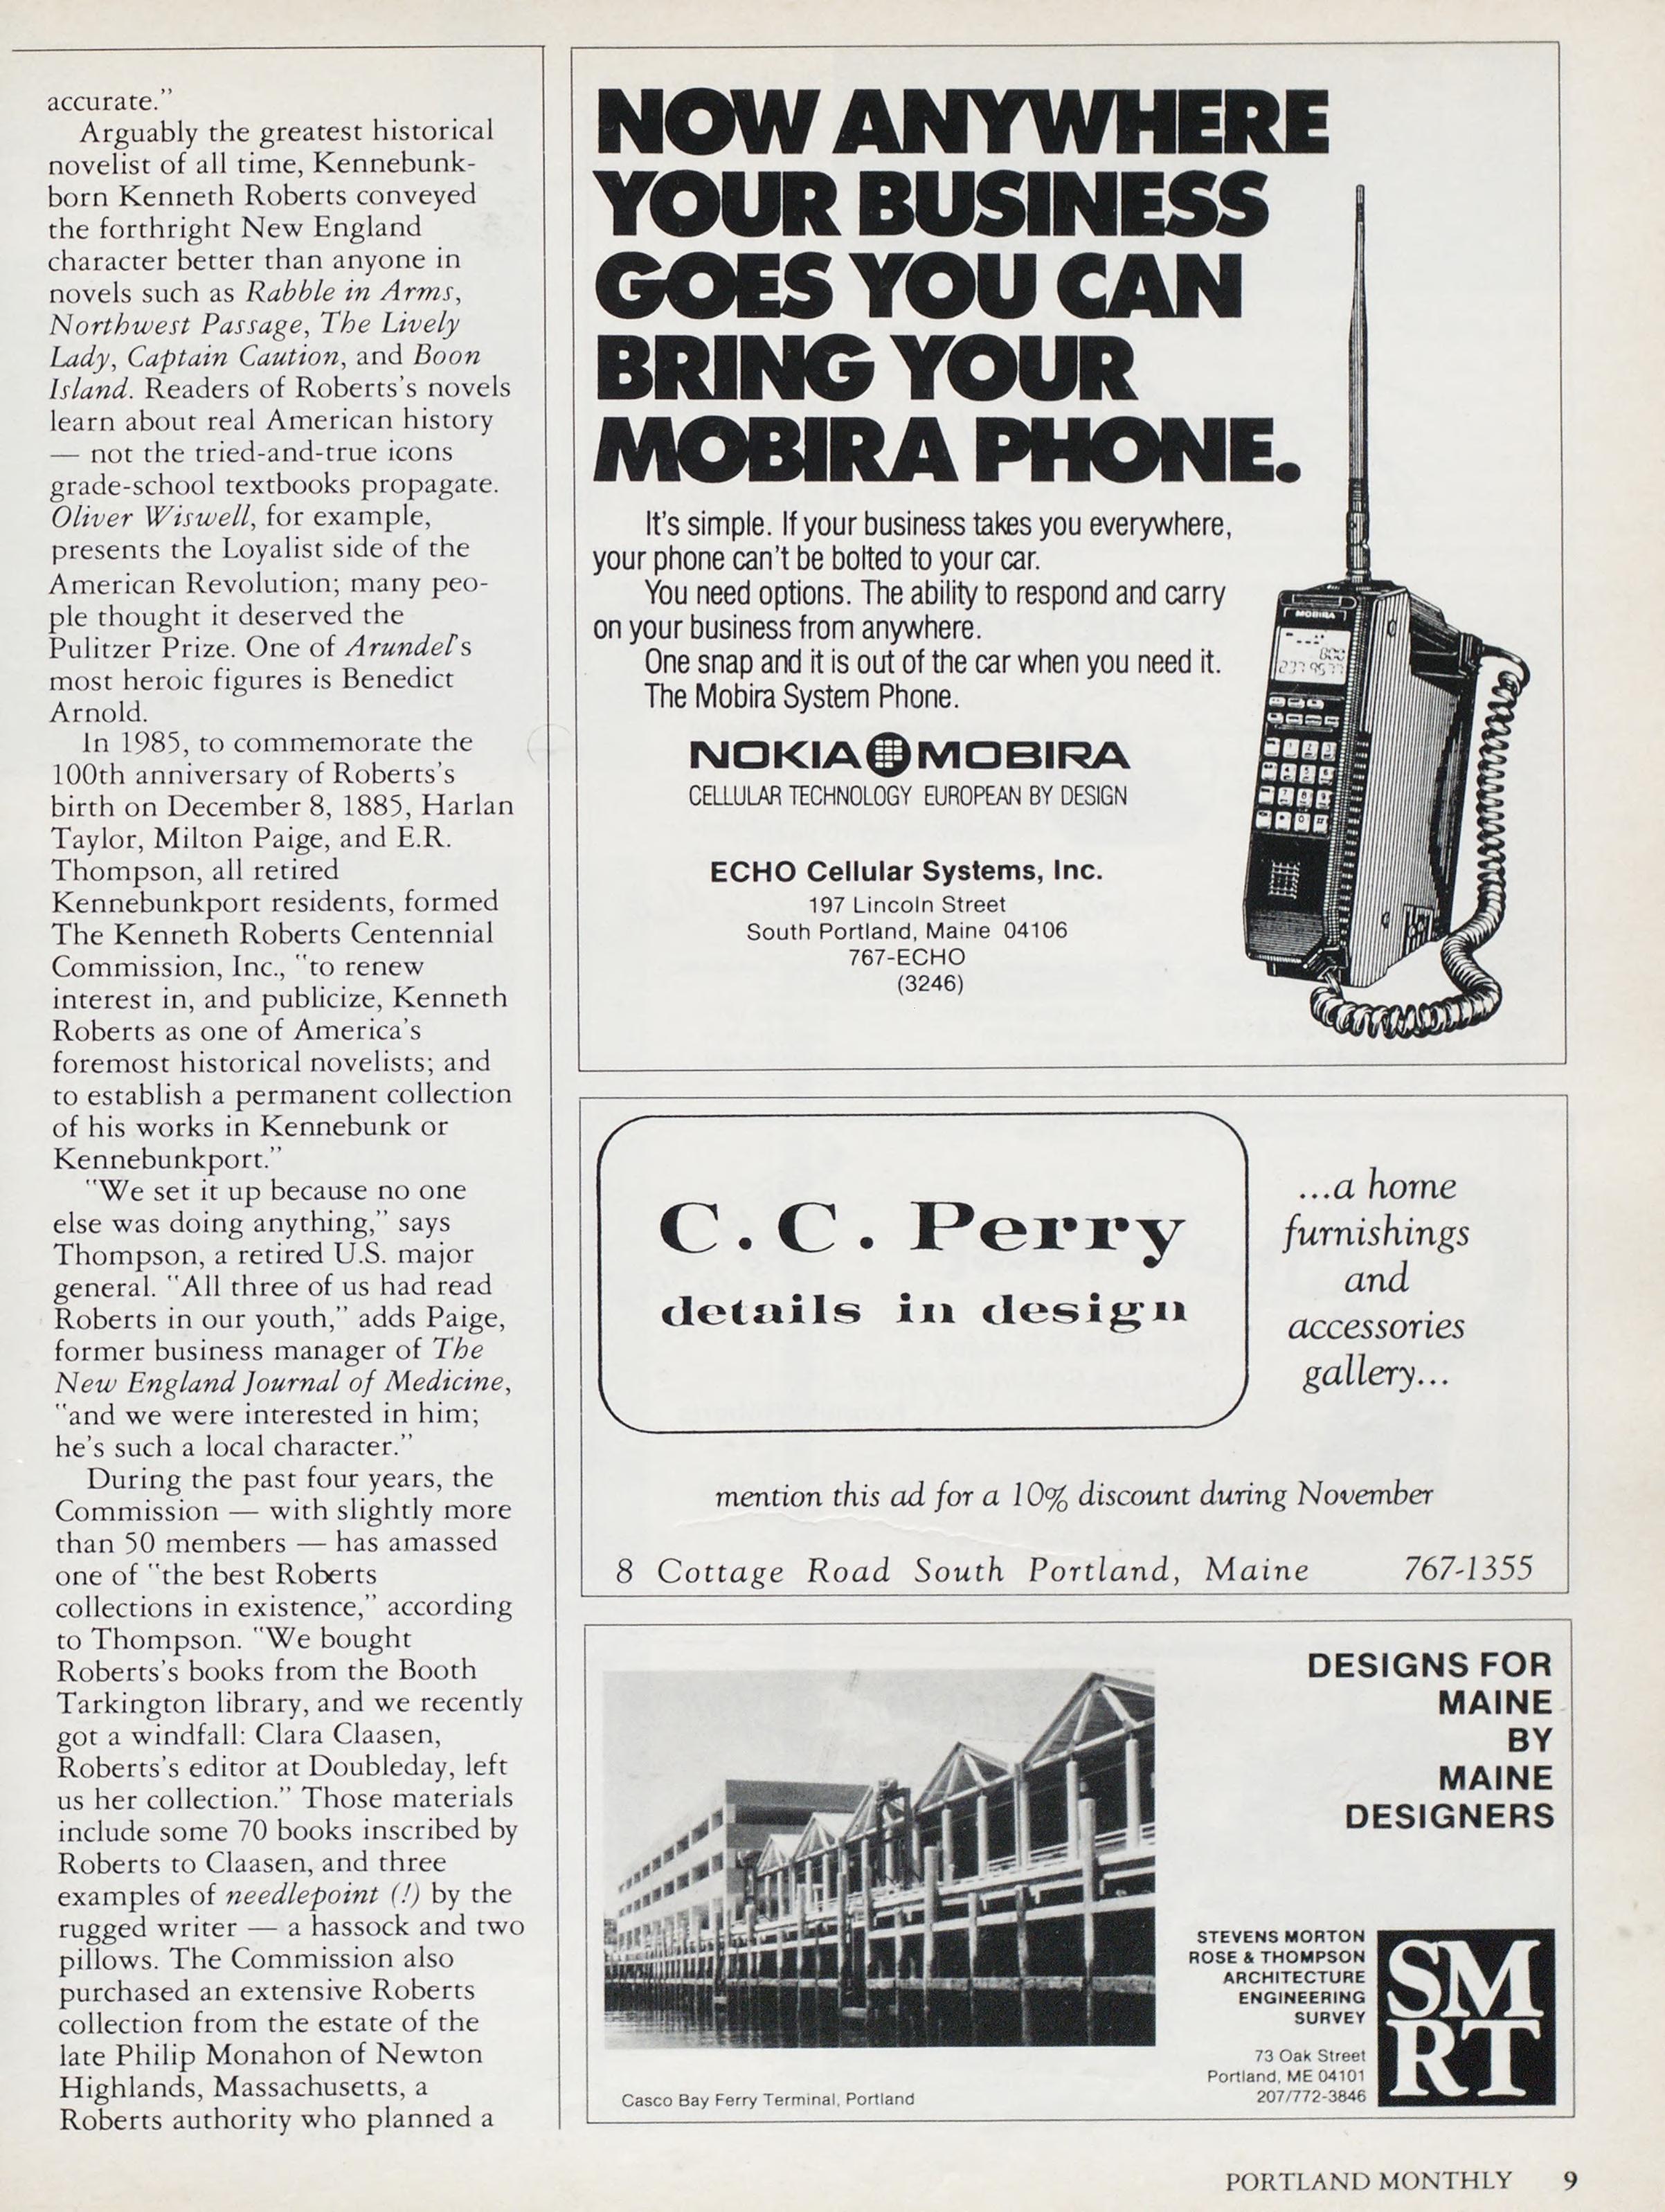 accurate."
Arguably the greatest historical
novelist of all time, Kennebunk-
born Kenneth Roberts conveyed
the forthright New England
character better than anyone in
novels such as Rabble in Arms,
Northwest Passage, The Lively
Lady, Captain Caution, and Boon
Island. Readers of Roberts's novels
learn about real American history
— not the tried-and-true icons
grade-school textbooks propagate.
Oliver Wiswell, for example,
presents the Loyalist side of the
American Revolution; many peo-
ple thought it deserved the
Pulitzer Prize. One of Arundel's
most heroic figures is Benedict
Arnold.
In 1985, to commemorate the
100th anniversary of Roberts's
birth on December 8, 1885, Harlan
Taylor, Milton Paige, and E.R.
Thompson, all retired
Kennebunkport residents, formed
The Kenneth Roberts Centennial
Commission, Inc., "to renew
interest in, and publicize, Kenneth
Roberts as one of America's
foremost historical novelists; and
to establish a permanent collection
of his works in Kennebunk or
Kennebunkport."
"We set it up because no one
else was doing anything," says
Thompson, a retired U.S. major
general. "All three of us had read
Roberts in our youth," adds Paige,
former business manager of The
New England Journal of Medicine,
"and we were interested in him;
he's such a local character."
During the past four years, the
Commission — with slightly more
than 50 members — has amassed
one of "the best Roberts
collections in existence," according
to Thompson. "We bought
Roberts's books from the Booth
Tarkington library, and we recently
got a windfall: Clara Claasen,
Roberts's editor at Doubleday, left
us her collection." Those materials
include some 70 books inscribed by
Roberts to Claasen, and three
examples of needlepoint (!) by the
rugged writer — a hassock and two
pillows. The Commission also
purchased an extensive Roberts
collection from the estate of the
late Philip Monahon of Newton
Highlands, Massachusetts, a
Roberts authority who planned a
NOW ANYWHERE
YOUR BUSINESS
GOES YOU CAN
BRING YOUR
MOBIRA PHONE.
It's simple. If your business takes you everywhere,
your phone can't be bolted to your car.
You need options. The ability to respond and carry
on your business from anywhere.
One snap and it is out of the car when you need it.
The Mobira System Phone.
NOKIA MOBIRA
CELLULAR TECHNOLOGY EUROPEAN BY DESIGN
ECHO Cellular Systems, Inc.
197 Lincoln Street
South Portland, Maine 04106
767-ECHO
(3246)
MOBIRA
800
C.C. Perry
details in design
...a home
furnishings
and
accessories
gallery...
mention this ad for a 10% discount during November
8 Cottage Road South Portland, Maine 767-1355
DESIGNS FOR
MAINE
BY
MAINE
DESIGNERS
STEVENS MORTON
ROSE & THOMPSON
ARCHITECTURE
ENGINEERING
SURVEY
73 Oak Street
Portland, ME 04101
207/772-3846
SM
RT
Casco Bay Ferry Terminal, Portland
PORTLAND MONTHLY 9